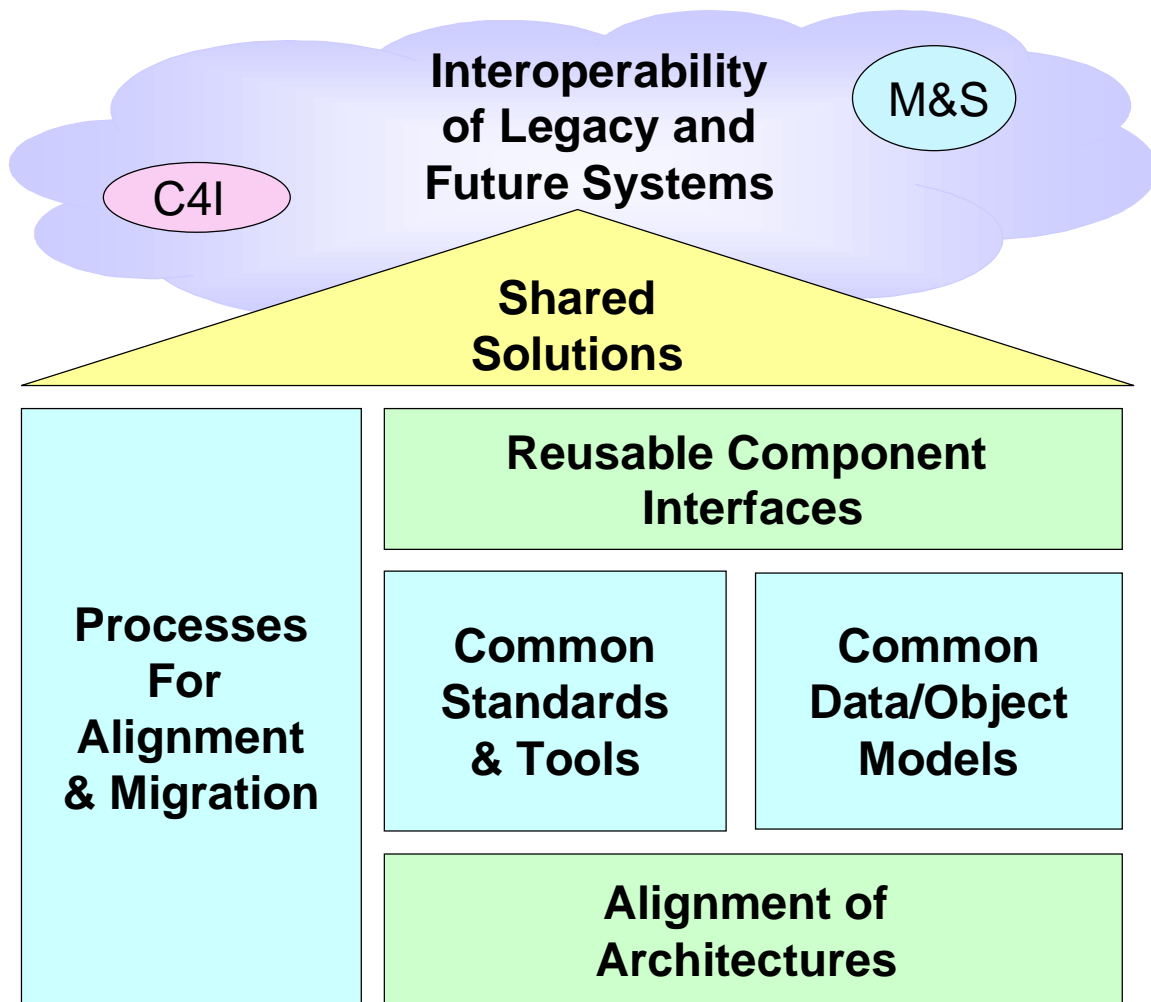 Interoperability
of Legacy and
Future Systems
M&S
C4I
Shared
Solutions
Processes
For
Alignment
& Migration
Reusable Component
Interfaces
Common
Standards
& Tools
Common
Data/Object
Models
Alignment of
Architectures